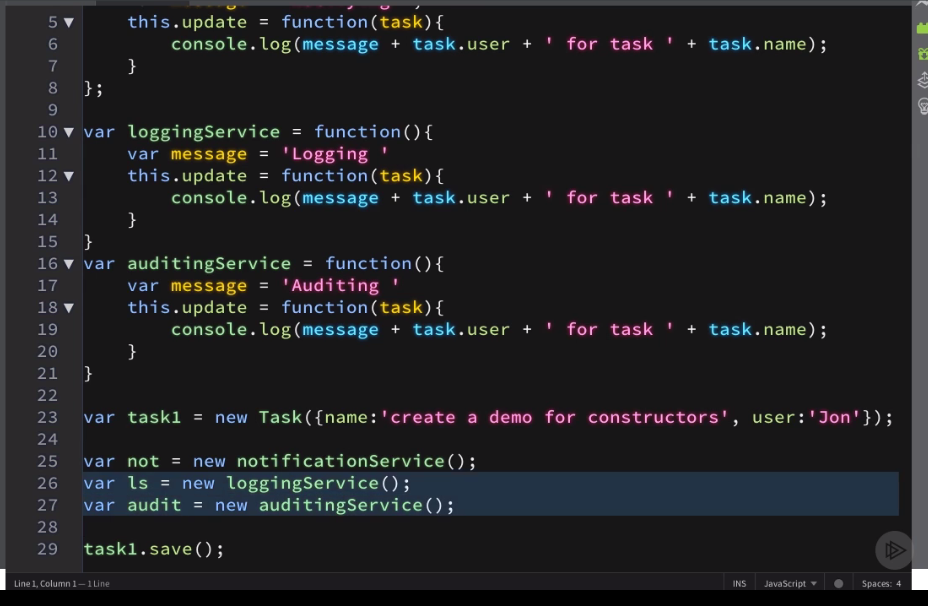 5 this.update = function(task){
6 console.log(message + task.user + ' for task ' + task.name);
7 }
8 };
9
10 var loggingService = function(){
11 var message = 'Logging '
12 this.update = function(task){
13 console.log(message + task.user + ' for task ' + task.name);
14 }
15 }
16 var auditingService = function(){
17 var message = 'Auditing '
18 this.update = function(task){
19 console.log(message + task.user + ' for task ' + task.name);
20 }
21 }
22
23 var task1 = new Task({name:'create a demo for constructors', user:'Jon'});
24
25 var not = new notificationService();
26 var ls = new loggingService();
27 var audit = new auditingService();
28
29 task1.save();
Line 1, Column 1 — 1 Line INS JavaScript Spaces: 4